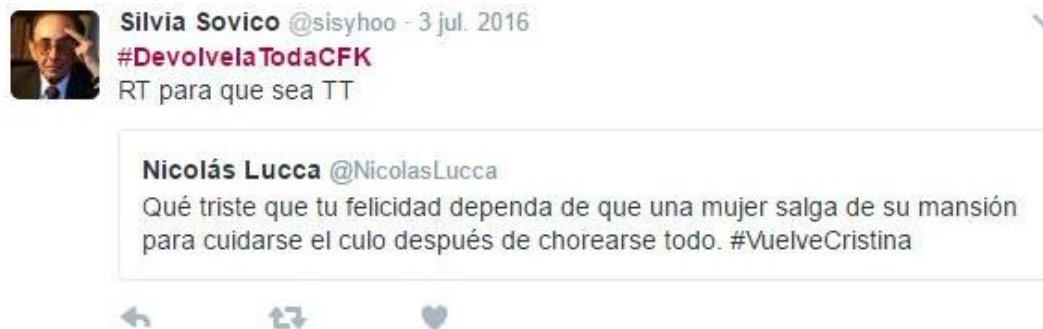 Silvia Sovico @sisyhoo - 3 jul. 2016
#DevolvelaTodaCFK
RT para que sea TT
Nicolás Lucca @NicolasLucca
Qué triste que tu felicidad dependa de que una mujer salga de su mansión
para cuidarse el culo después de chorearse todo. #VuelveCristina